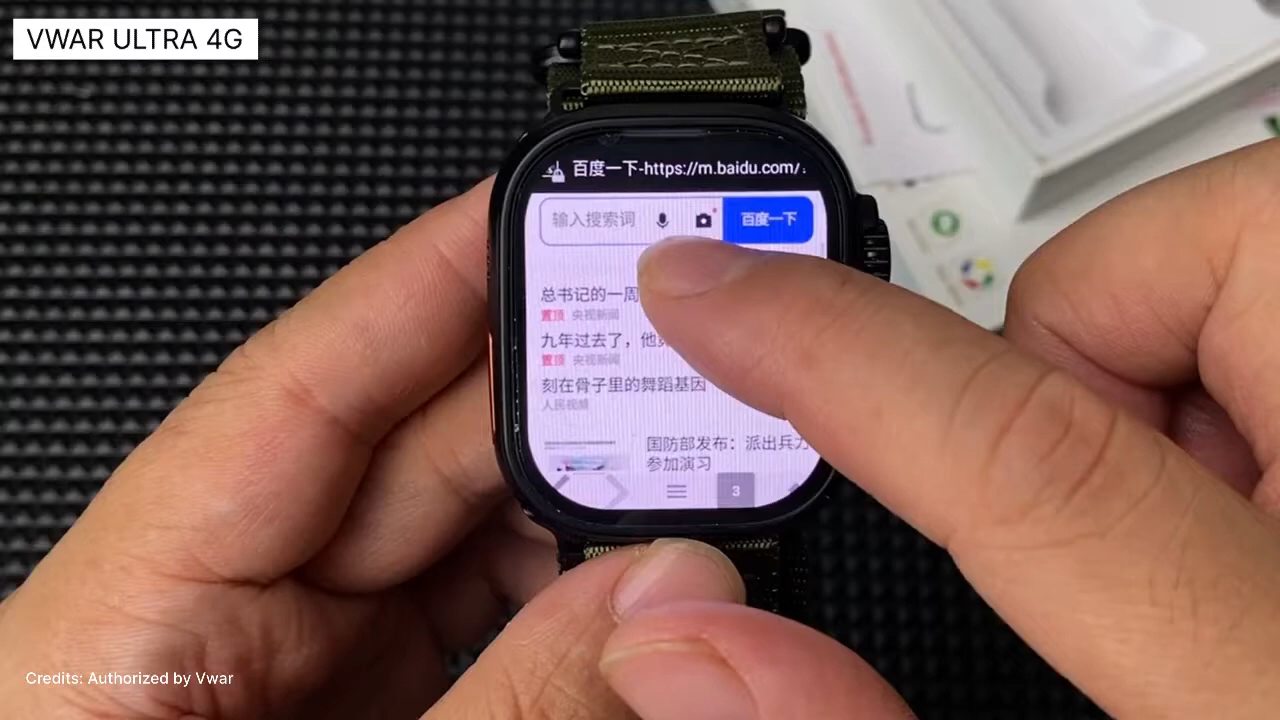 VWAR ULTRA 4G
百度一下-https://m.baidu.com/
输入搜索词
百度一下
总书记的一周
置顶 央视新闻
九年过去了，他
置顶 央视新闻
刻在骨子里的舞蹈基因
人民视频
国防部发布：派出兵力
参加演习
3
Credits: Authorized by Vwar